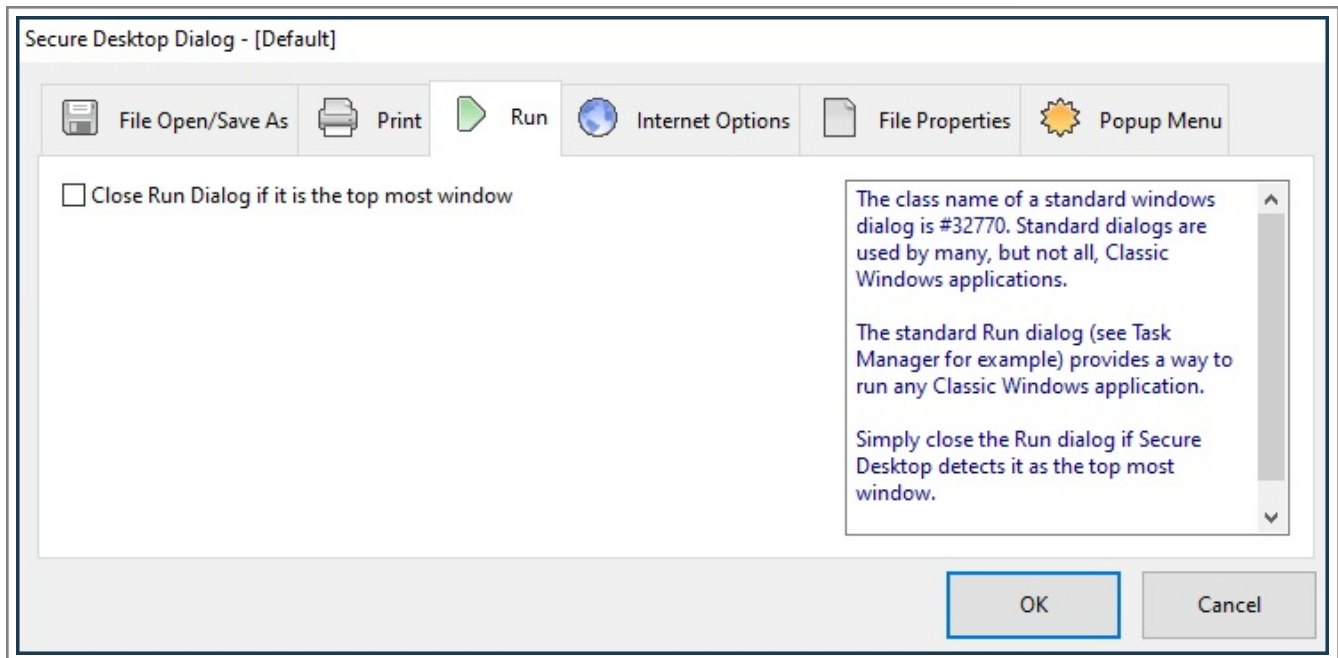 Secure Desktop Dialog - [Default]
File Open/Save As
Print
Run
Internet Options
File Properties
Popup Menu
Close Run Dialog if it is the top most window
The class name of a standard windows
dialog is #32770. Standard dialogs are
used by many, but not all, Classic
Windows applications.
The standard Run dialog (see Task
Manager for example) provides a way to
run any Classic Windows application.
Simply close the Run dialog if Secure
Desktop detects it as the top most
window.
OK
Cancel